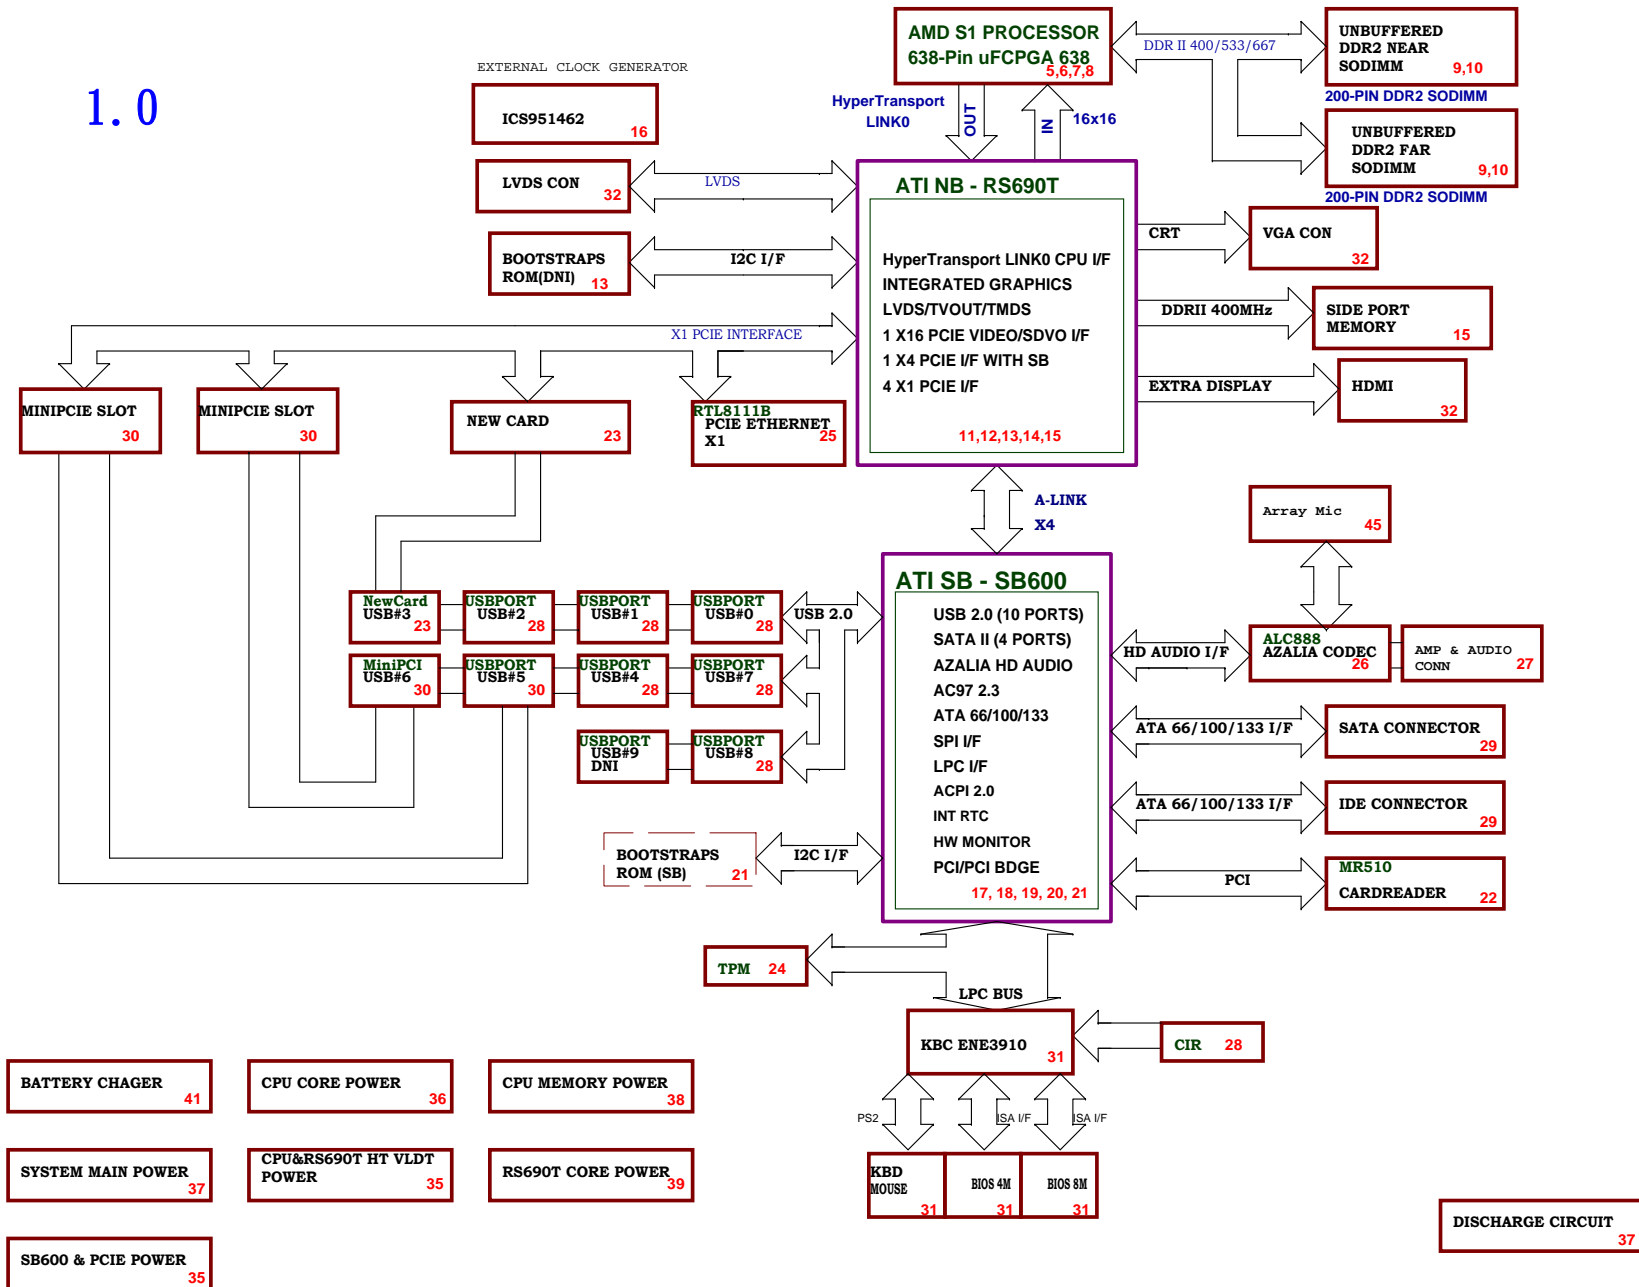 1.0
EXTERNAL CLOCK GENERATOR
ICS951462
16
AMD S1 PROCESSOR
638-Pin uFCPGA 638
5,6,7,8
DDR II 400/533/667
UNBUFFERED
DDR2 NEAR
SODIMM
9,10
200-PIN DDR2 SODIMM
UNBUFFERED
DDR2 FAR
SODIMM
9,10
200-PIN DDR2 SODIMM
HyperTransport
LINK0
OUT
IN
16x16
LVDS CON
32
LVDS
BOOTSTRAPS
ROM(DNI)
13
I2C I/F
X1 PCIE INTERFACE
ATI NB - RS690T
HyperTransport LINK0 CPU I/F
INTEGRATED GRAPHICS
LVDS/TVOUT/TMDS
1 X16 PCIE VIDEO/SDVO I/F
1 X4 PCIE I/F WITH SB
4 X1 PCIE I/F
11,12,13,14,15
CRT
VGA CON
32
DDRII 400MHz
SIDE PORT
MEMORY
15
EXTRA DISPLAY
HDMI
32
MINIPCIE SLOT
30
MINIPCIE SLOT
30
NEW CARD
23
RTL8111B
PCIE ETHERNET
X1
25
A-LINK
X4
Array Mic
45
ATI SB - SB600
USB 2.0 (10 PORTS)
SATA II (4 PORTS)
AZALIA HD AUDIO
AC97 2.3
ATA 66/100/133
SPI I/F
LPC I/F
ACPI 2.0
INT RTC
HW MONITOR
PCI/PCI BDGE
17, 18, 19, 20, 21
NewCard
USB#3
23
USBPORT
USB#2
28
USBPORT
USB#1
28
USBPORT
USB#0
28
USB 2.0
MiniPCI
USB#6
30
USBPORT
USB#5
30
USBPORT
USB#4
28
USBPORT
USB#7
28
USBPORT
USB#9
DNI
USBPORT
USB#8
28
HD AUDIO I/F
ALC888
AZALIA CODEC
26
AMP & AUDIO
CONN
27
ATA 66/100/133 I/F
SATA CONNECTOR
29
ATA 66/100/133 I/F
IDE CONNECTOR
29
PCI
MR510
CARDREADER
22
BOOTSTRAPS
ROM (SB)
21
I2C I/F
TPM
24
LPC BUS
KBC ENE3910
31
CIR
28
PS2
ISA I/F
ISA I/F
KBD
MOUSE
31
BIOS 4M
31
BIOS 8M
31
BATTERY CHAGER
41
CPU CORE POWER
36
CPU MEMORY POWER
38
SYSTEM MAIN POWER
37
CPU&RS690T HT VLDT
POWER
35
RS690T CORE POWER
39
SB600 & PCIE POWER
35
DISCHARGE CIRCUIT
37